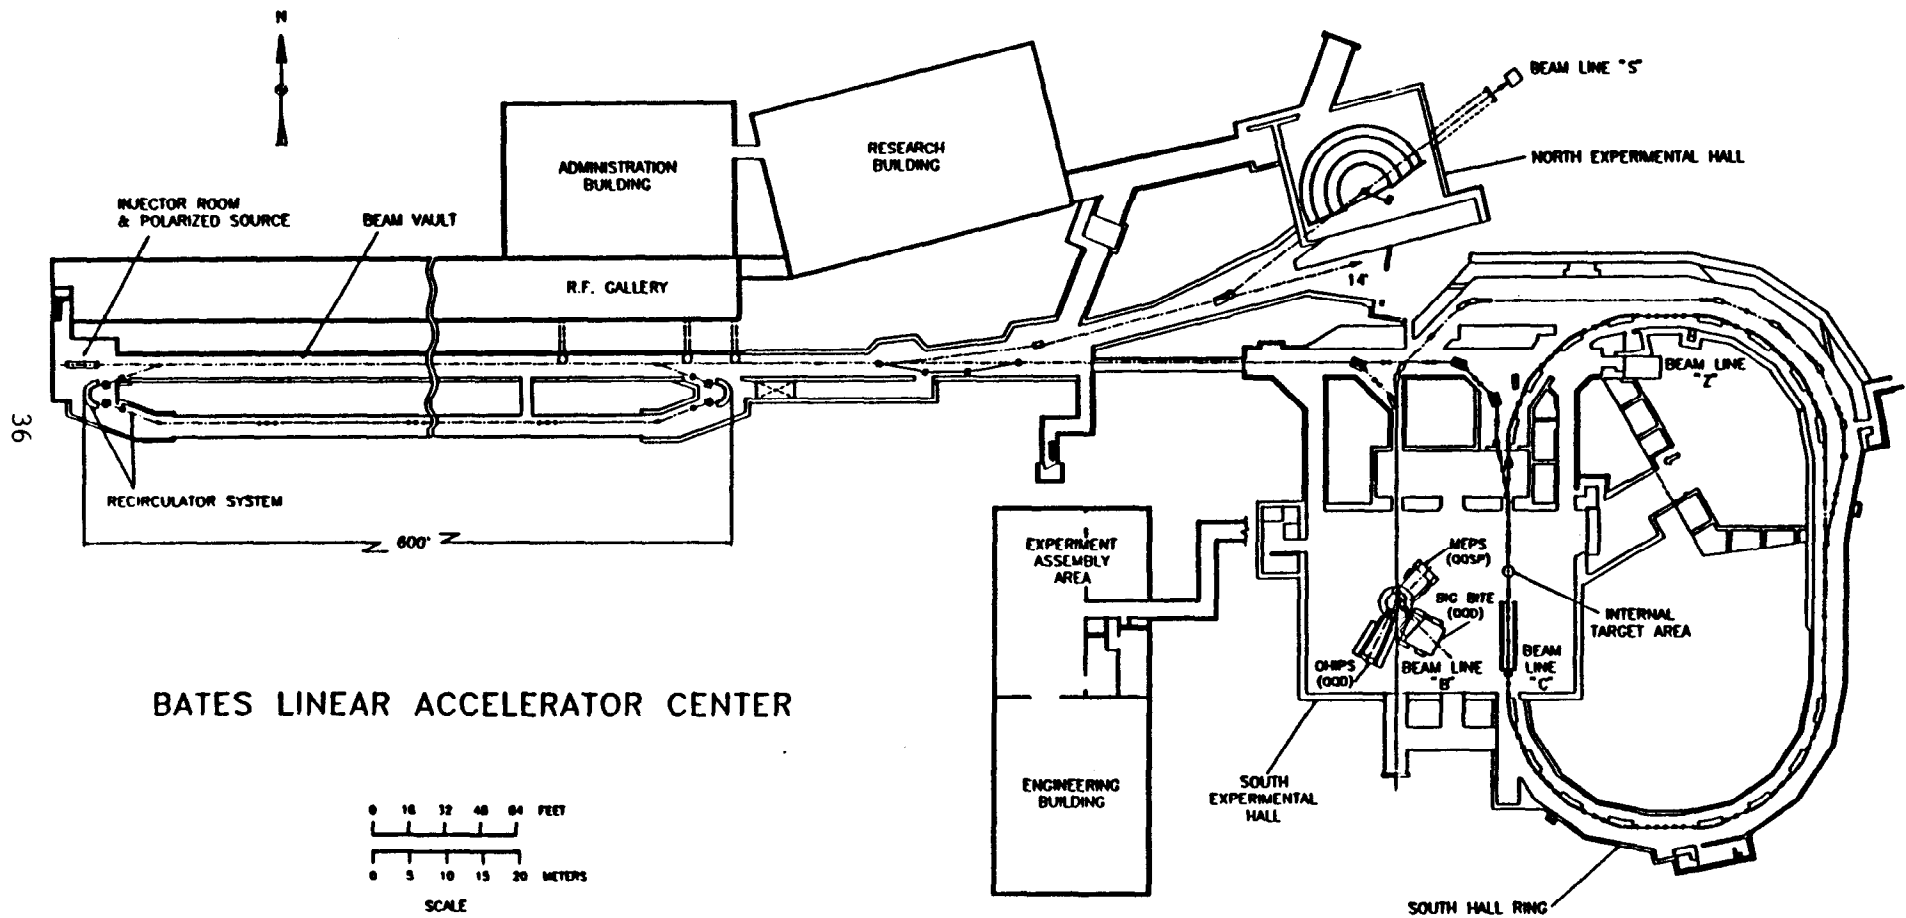 N
BEAM LINE "S"
NORTH EXPERIMENTAL HALL
RESEARCH
BUILDING
ADMINISTRATION
BUILDING
INJECTOR ROOM
& POLARIZED SOURCE
BEAM VAULT
R.F. GALLERY
14'
BEAM LINE
"Z"
36
RECIRCULATOR SYSTEM
600'
EXPERIMENT
ASSEMBLY
AREA
MEPS
(QQSP)
BIG BITE
(QQD)
INTERNAL
TARGET AREA
OHIPS
(QQD)
BEAM LINE
"B"
BEAM
LINE
"C"
BATES LINEAR ACCELERATOR CENTER
ENGINEERING
BUILDING
SOUTH
EXPERIMENTAL
HALL
0 16 32 48 64 FEET
0 5 10 15 20 METERS
SCALE
SOUTH HALL RING